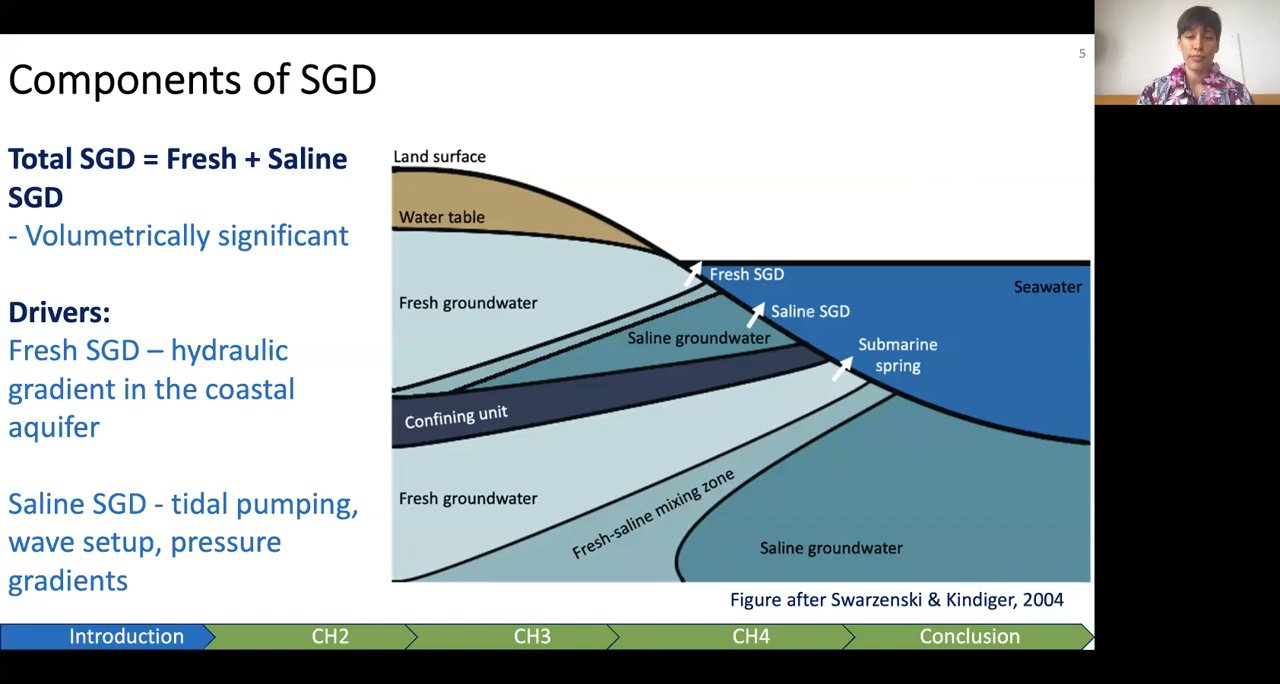 5
Components of SGD
Total SGD = Fresh + Saline
SGD
- Volumetrically significant
Drivers:
Fresh SGD – hydraulic
gradient in the coastal
aquifer
Saline SGD - tidal pumping,
wave setup, pressure
gradients
Land surface
Water table
Fresh SGD
Seawater
Fresh groundwater
Saline SGD
Saline groundwater
Submarine
spring
Confining unit
Fresh groundwater
Fresh-saline mixing zone
Saline groundwater
Figure after Swarzenski & Kindiger, 2004
Introduction
CH2
CH3
CH4
Conclusion